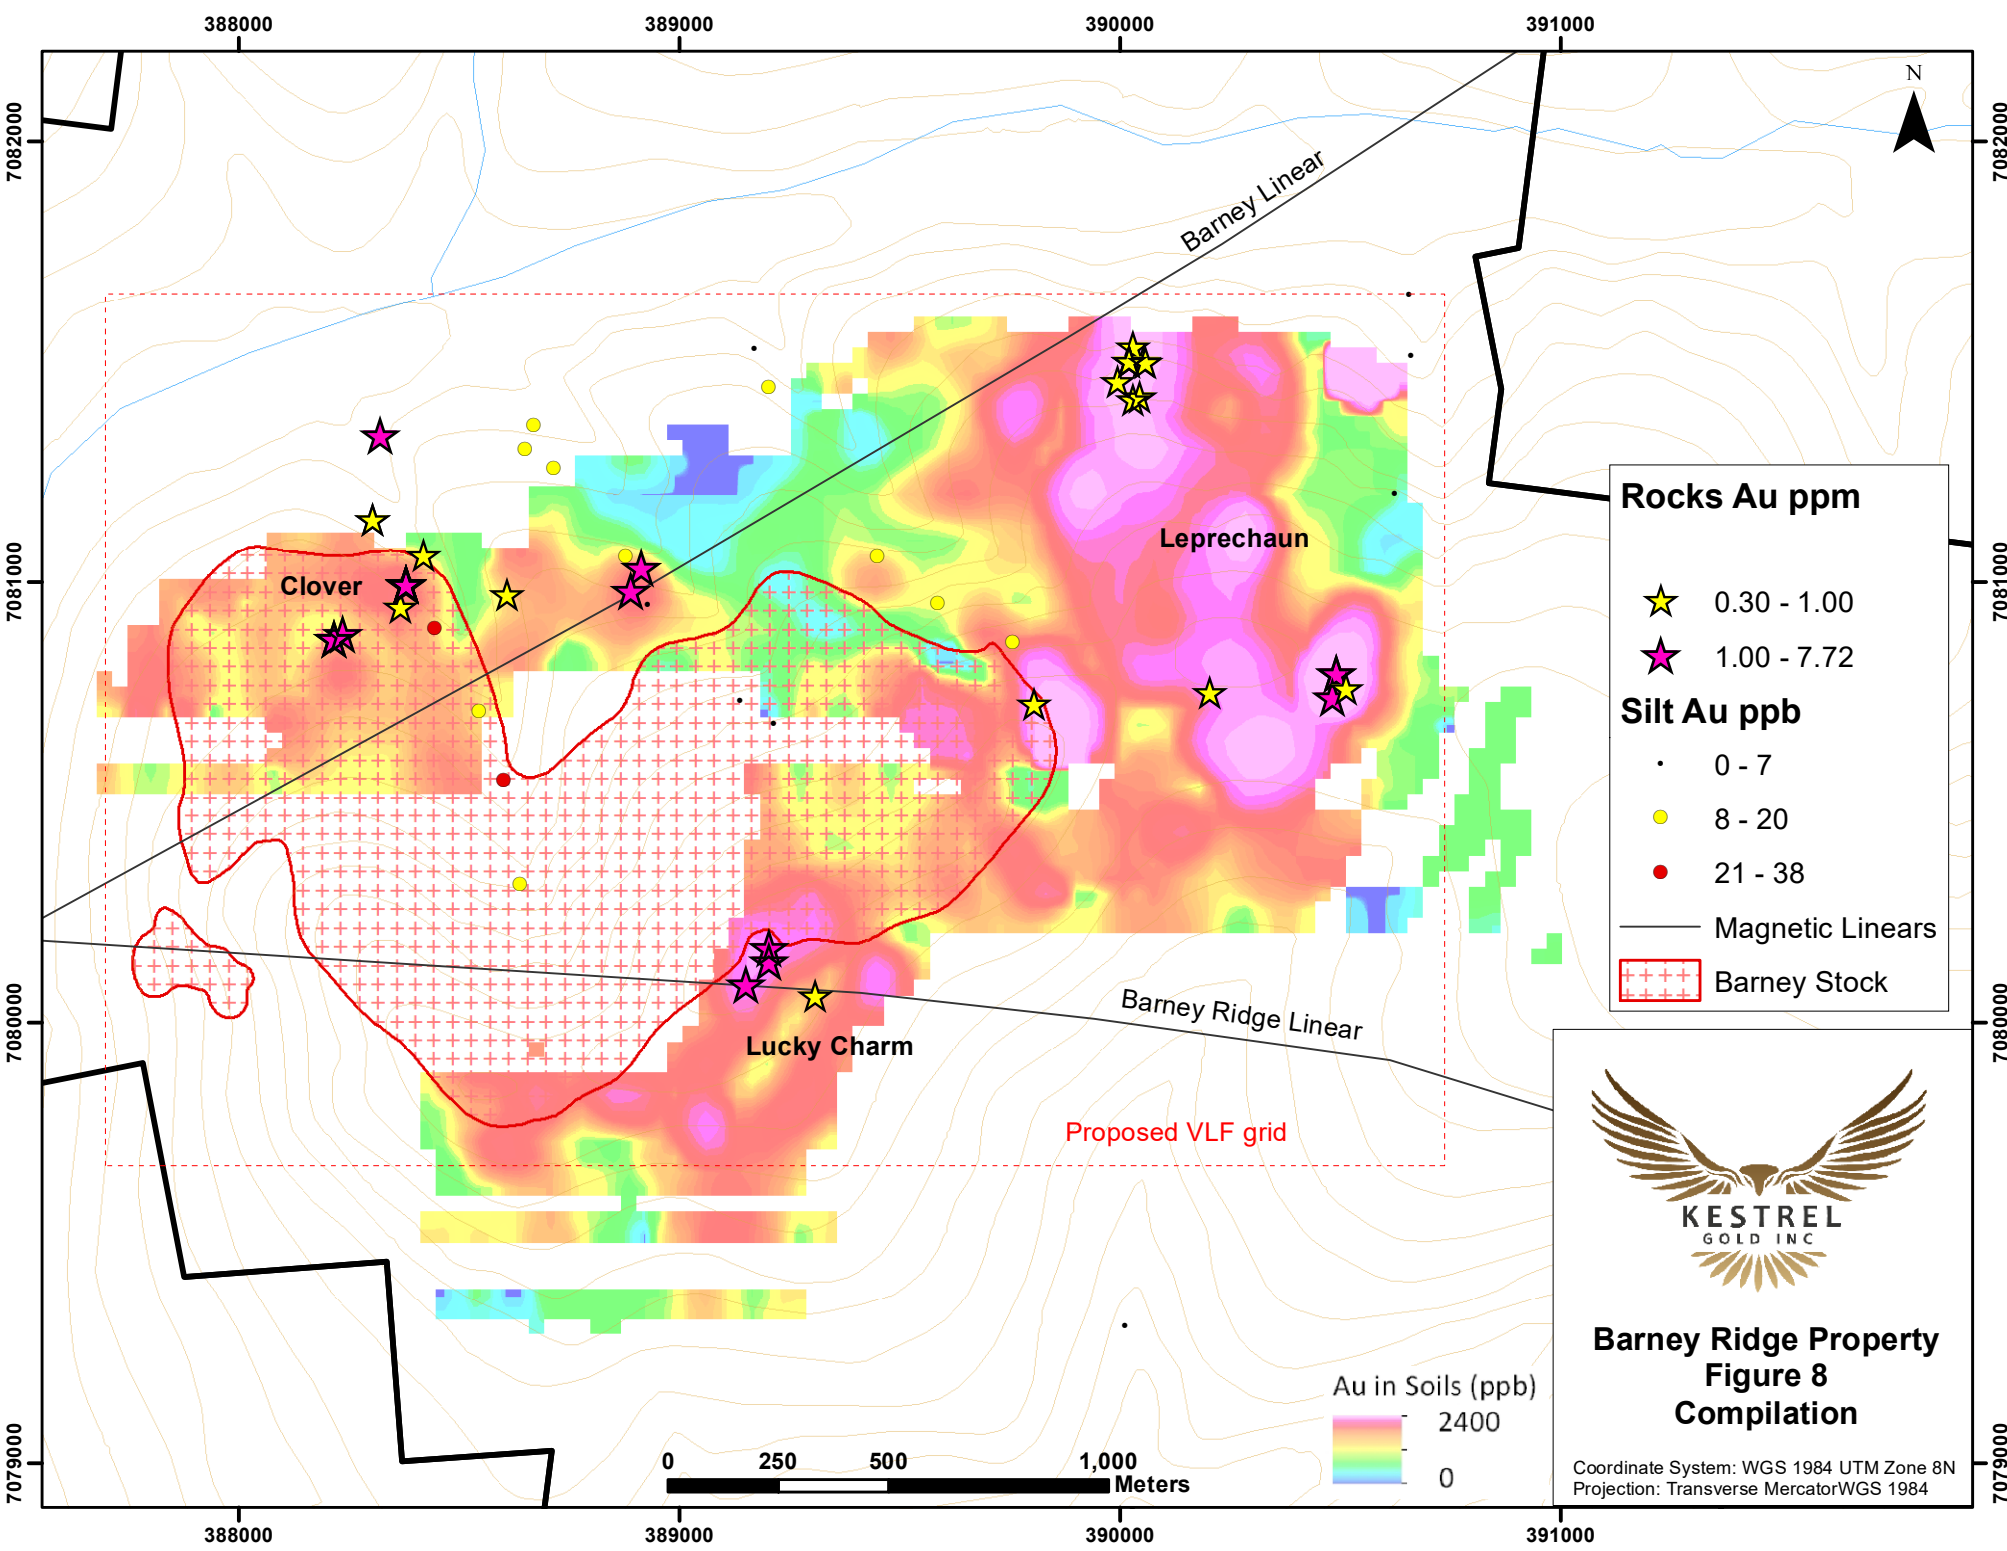 388000
389000
390000
391000
N
7082000
7082000
Barney Linear
Rocks Au ppm
Leprechaun
7081000
7081000
Clover
0.30 - 1.00
1.00 - 7.72
Silt Au ppb
0 - 7
8 - 20
21 - 38
Magnetic Linears
Barney Stock
Barney Ridge Linear
7080000
7080000
Lucky Charm
Proposed VLF grid
KESTREL
GOLD INC
Barney Ridge Property
Figure 8
Compilation
Au in Soils (ppb)
2400
0
0 250 500 1,000
Meters
Coordinate System: WGS 1984 UTM Zone 8N
Projection: Transverse MercatorWGS 1984
7079000
7079000
388000
389000
390000
391000